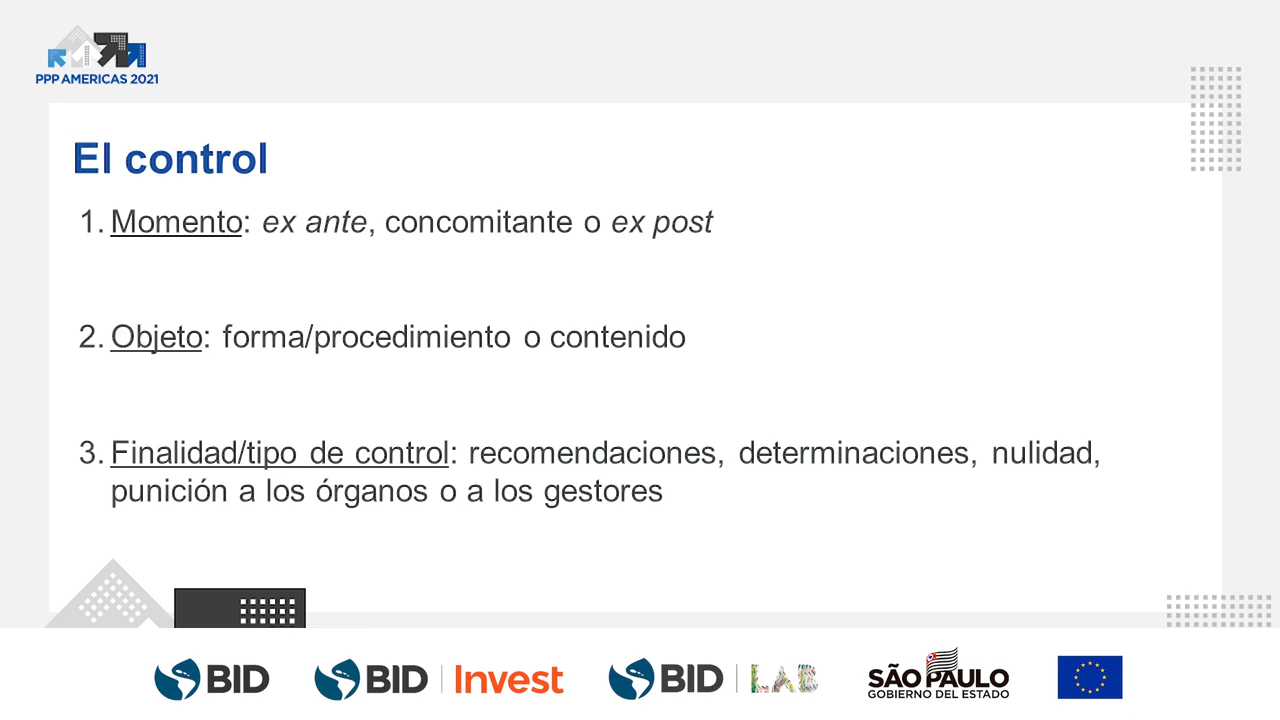 PPP AMERICAS 2021
El control
1. Momento: ex ante, concomitante o ex post
2. Objeto: forma/procedimiento o contenido
3. Finalidad/tipo de control: recomendaciones, determinaciones, nulidad,
punición a los órganos o a los gestores
BID
BID Invest
BID LAB
SÃO PAULO
GOBIERNO DEL ESTADO